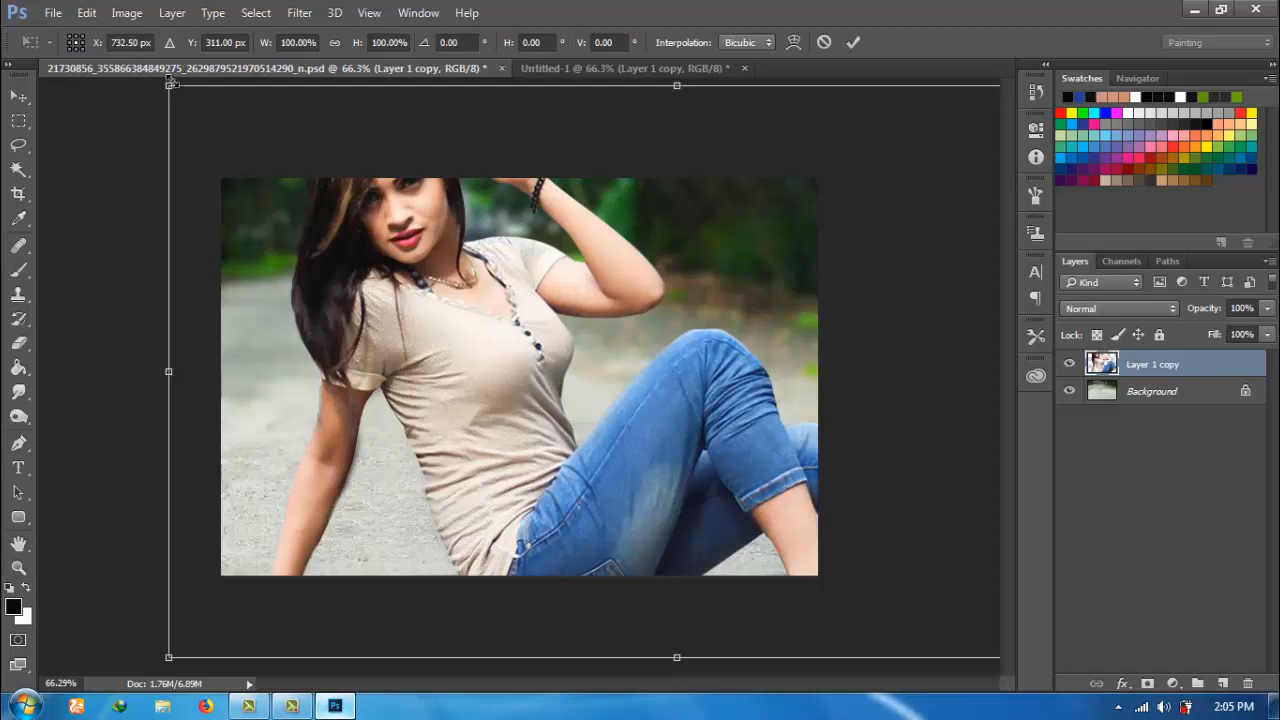 Ps File Edit Image Layer Type Select Filter 3D View Window Help
X: 732.50 px Y: 311.00 px W: 100.00% H: 100.00% 0.00 ° H: 0.00 ° V: 0.00 ° Interpolation: Bicubic Painting
21730856_355866384849275_2629879521970514290_n.psd @ 66.3% (Layer 1 copy, RGB/8) * × Untitled-1 @ 66.3% (Layer 1 copy, RGB/8) * ×
Swatches Navigator
Layers Channels Paths
Kind
Normal Opacity: 100%
Lock: Fill: 100%
Layer 1 copy
Background
66.29% Doc: 1.76M/6.89M
Ps 2:05 PM